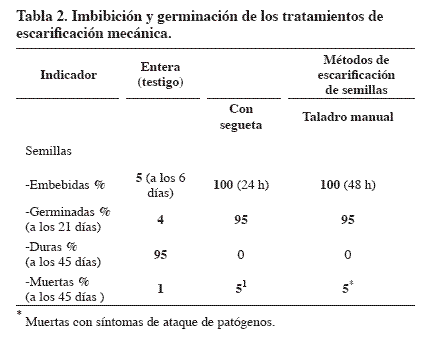 Tabla 2. Imbibición y germinación de los tratamientos de
escarificación mecánica.
Indicador Entera (testigo) Métodos de escarificación de semillas
Con segueta Taladro manual
Semillas
-Embebidas % 5 (a los 6 días) 100 (24 h) 100 (48 h)
-Germinadas % (a los 21 días) 4 95 95
-Duras % (a los 45 días) 95 0 0
-Muertas % (a los 45 días ) 1 5¹ 5*
* Muertas con síntomas de ataque de patógenos.